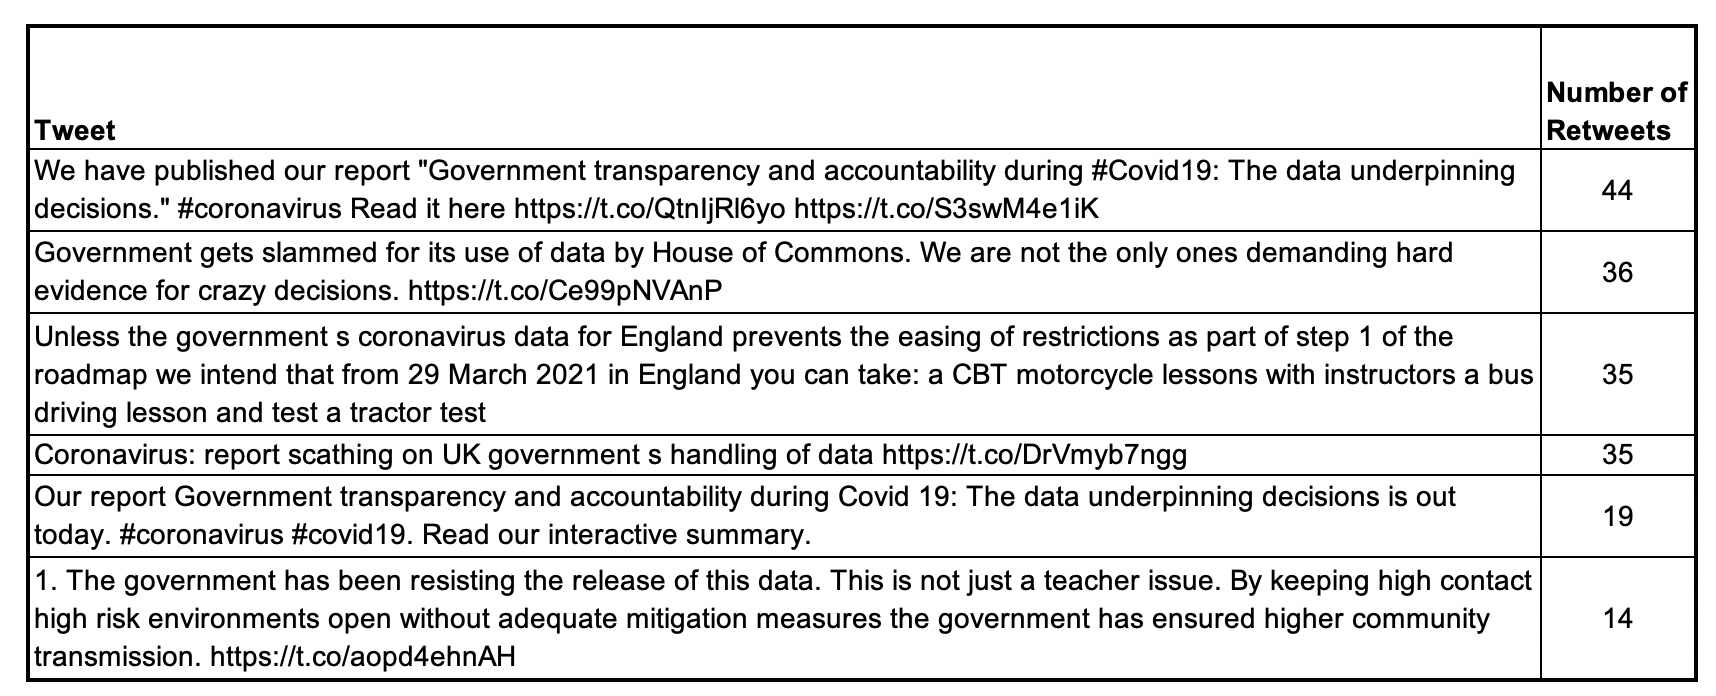 Tweet
Number of
Retweets
We have published our report "Government transparency and accountability during #Covid19: The data underpinning
decisions." #coronavirus Read it here https://t.co/QtnIjRl6yo https://t.co/S3swM4e1iK
44
Government gets slammed for its use of data by House of Commons. We are not the only ones demanding hard
evidence for crazy decisions. https://t.co/Ce99pNVAnP
36
Unless the government s coronavirus data for England prevents the easing of restrictions as part of step 1 of the
roadmap we intend that from 29 March 2021 in England you can take: a CBT motorcycle lessons with instructors a bus
driving lesson and test a tractor test
35
Coronavirus: report scathing on UK government s handling of data https://t.co/DrVmyb7ngg
35
Our report Government transparency and accountability during Covid 19: The data underpinning decisions is out
today. #coronavirus #covid19. Read our interactive summary.
19
1. The government has been resisting the release of this data. This is not just a teacher issue. By keeping high contact
high risk environments open without adequate mitigation measures the government has ensured higher community
transmission. https://t.co/aopd4ehnAH
14